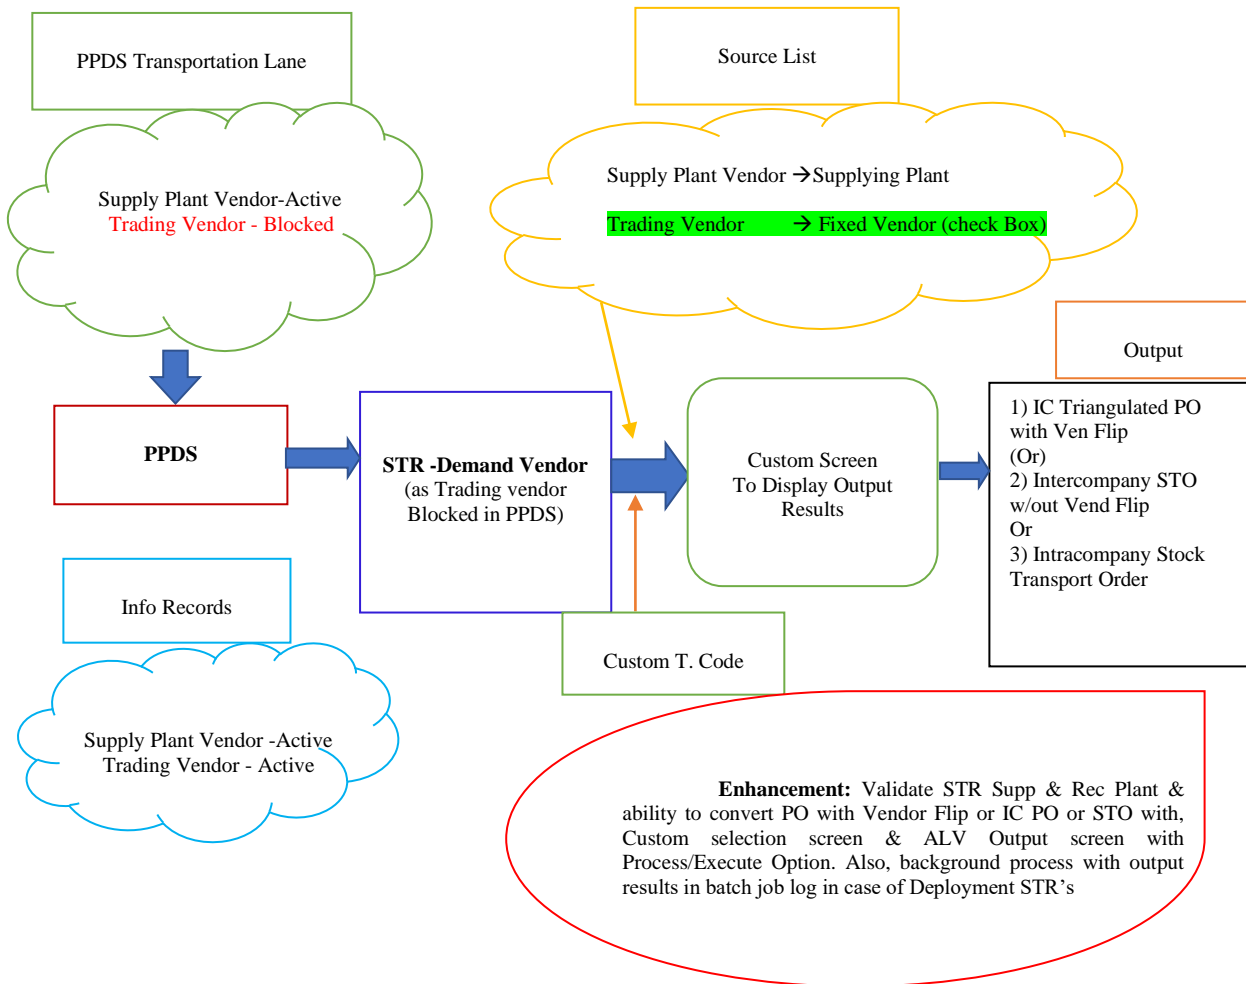 PPDS Transportation Lane
Source List
Supply Plant Vendor-Active
Trading Vendor - Blocked
Supply Plant Vendor →Supplying Plant
Trading Vendor → Fixed Vendor (check Box)
Output
PPDS
STR -Demand Vendor
(as Trading vendor
Blocked in PPDS)
Custom Screen
To Display Output
Results
1) IC Triangulated PO
with Ven Flip
(Or)
2) Intercompany STO
w/out Vend Flip
Or
3) Intracompany Stock
Transport Order
Info Records
Custom T. Code
Supply Plant Vendor -Active
Trading Vendor - Active
Enhancement: Validate STR Supp & Rec Plant &
ability to convert PO with Vendor Flip or IC PO or STO with,
Custom selection screen & ALV Output screen with
Process/Execute Option. Also, background process with output
results in batch job log in case of Deployment STR’s